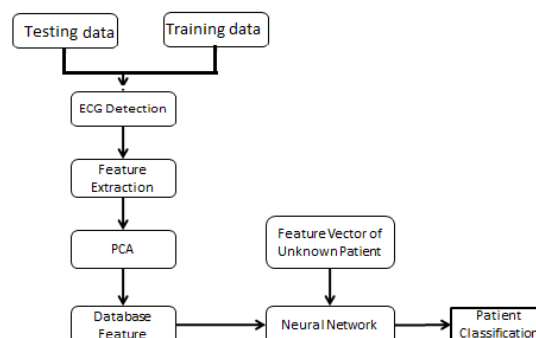 Testing data
Training data
ECG Detection
Feature
Extraction
PCA
Feature Vector of
Unknown Patient
Database
Feature
Neural Network
Patient
Classification